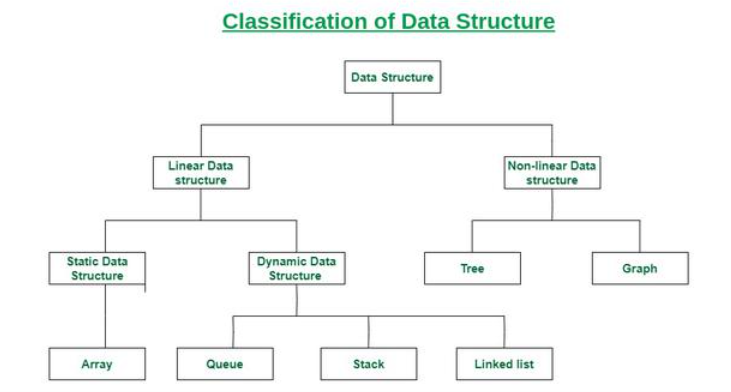 Classification of Data Structure
Data Structure
Linear Data
structure
Non-linear Data
structure
Static Data
Structure
Dynamic Data
Structure
Tree
Graph
Array
Queue
Stack
Linked list